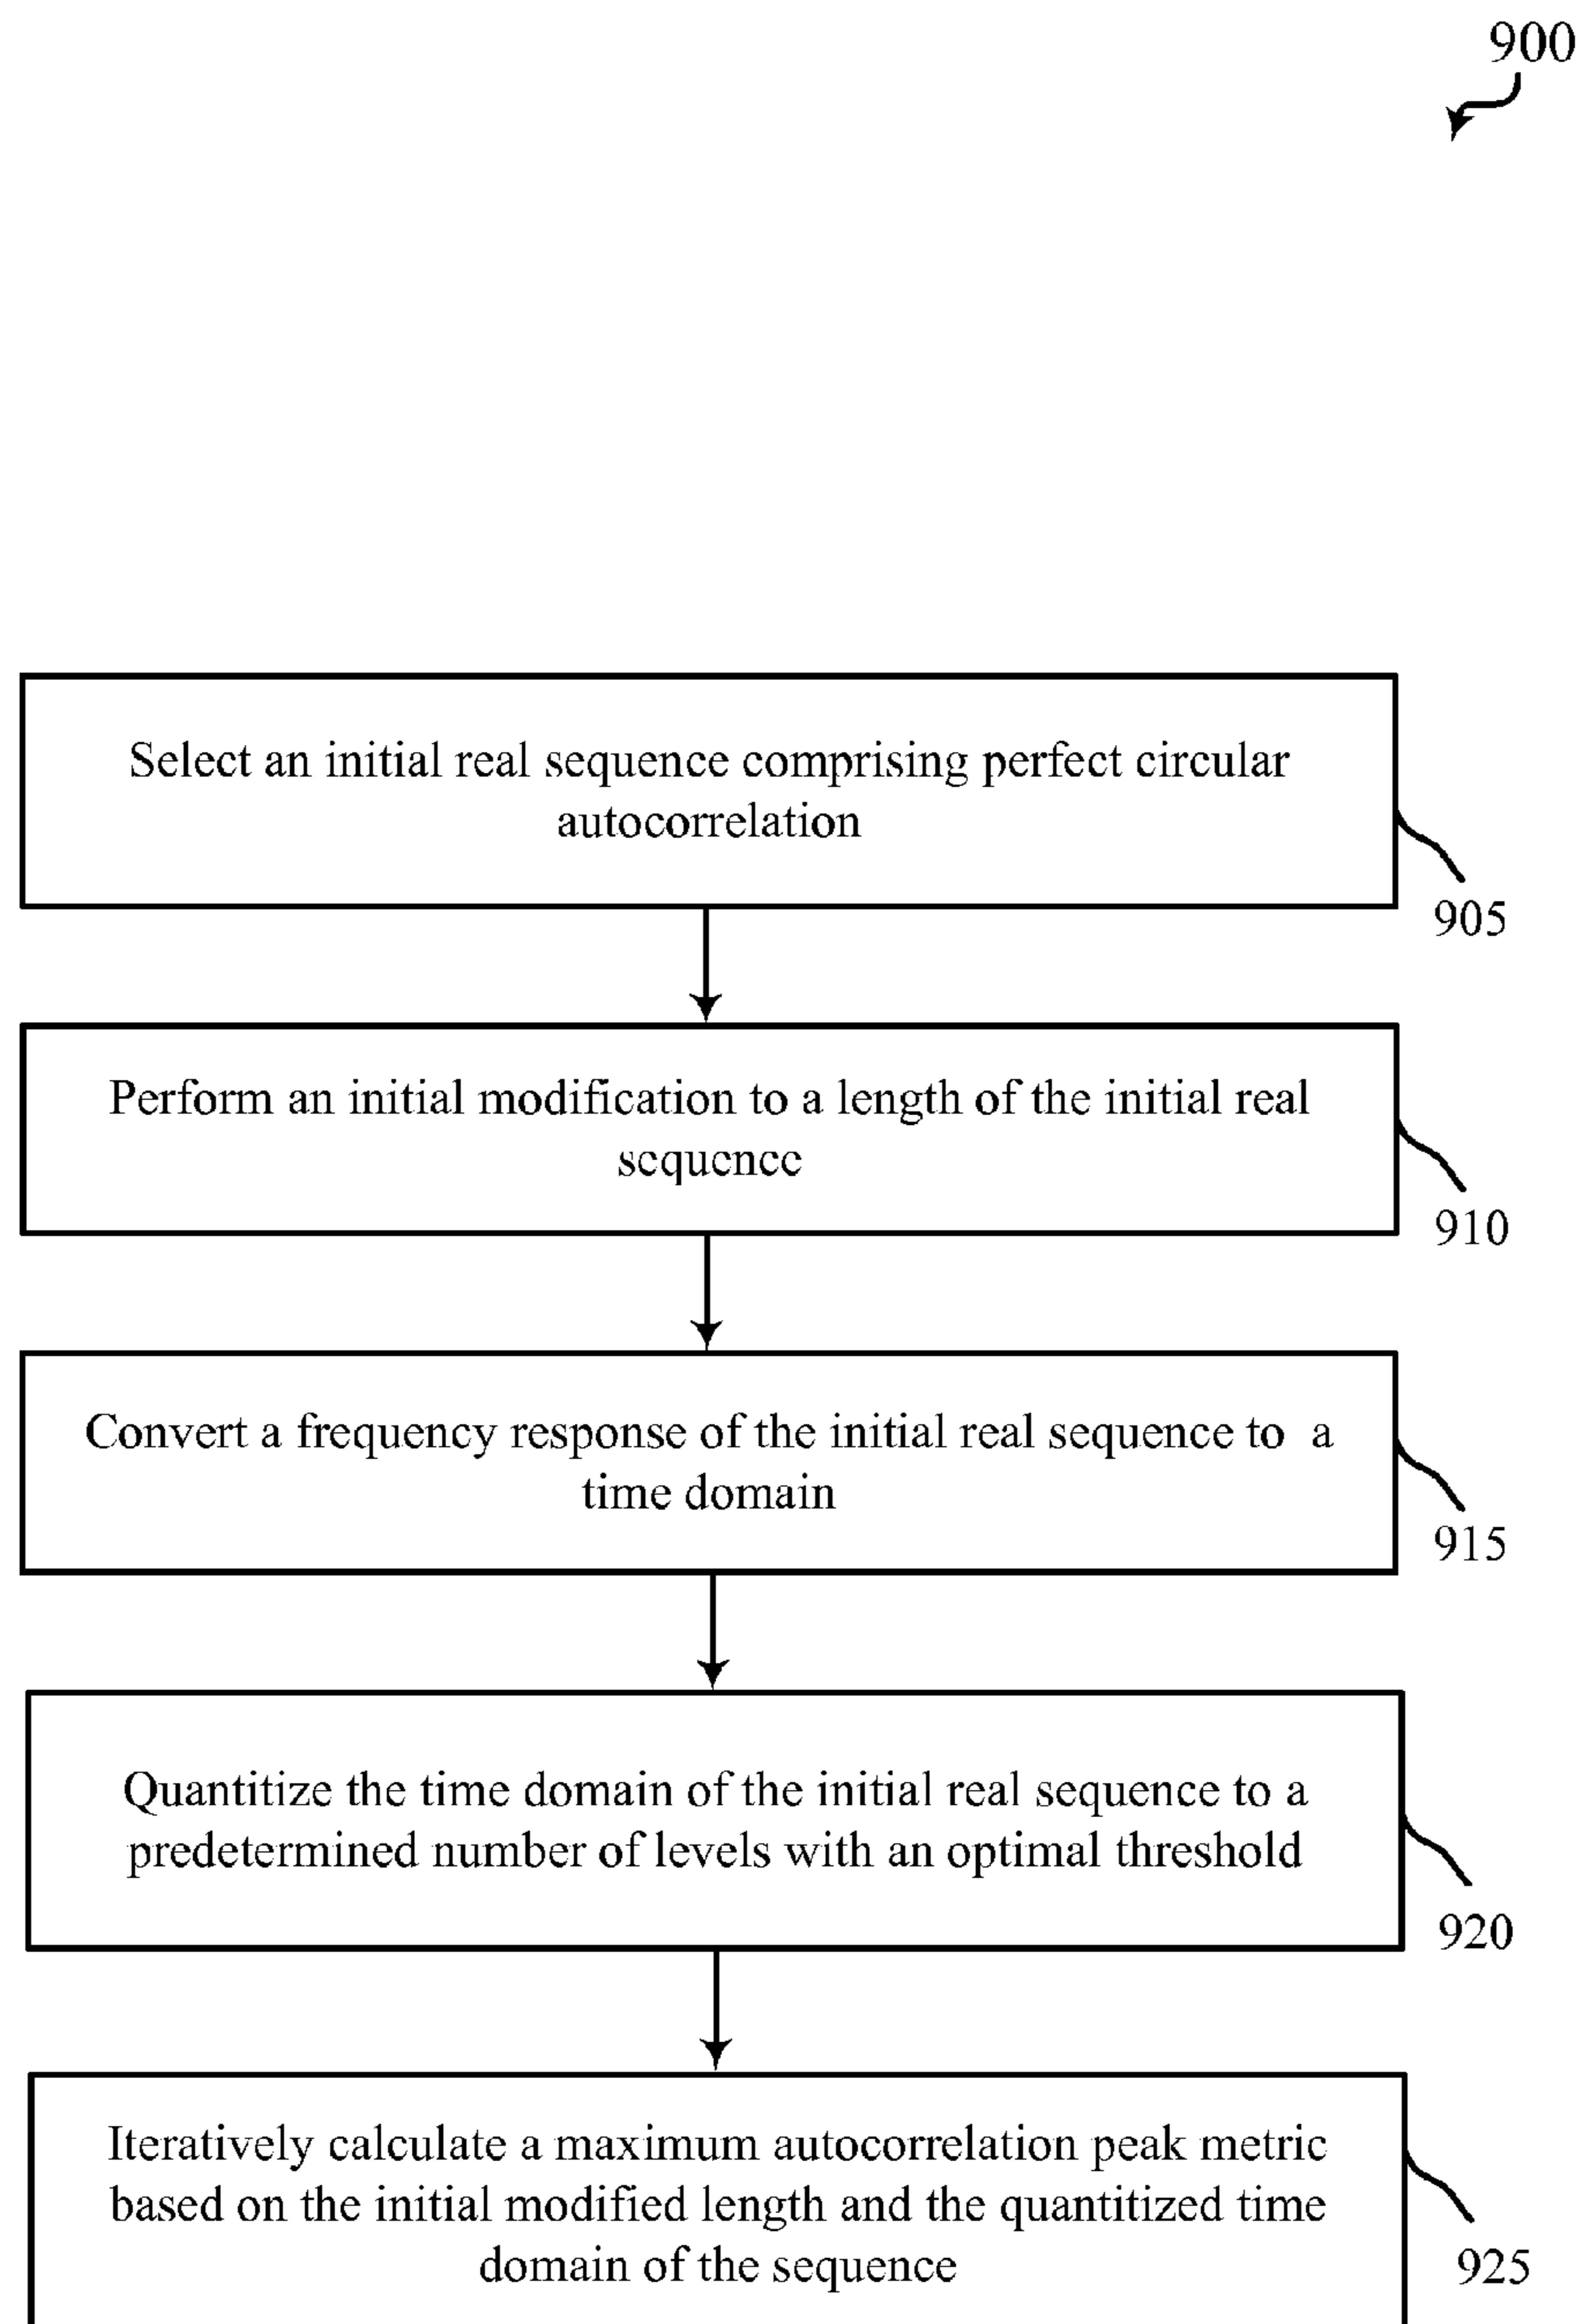 900
Select an initial real sequence comprising perfect circular
autocorrelation
905
Perform an initial modification to a length of the initial real
sequence
910
Convert a frequency response of the initial real sequence to a
time domain
915
Quantitize the time domain of the initial real sequence to a
predetermined number of levels with an optimal threshold
920
Iteratively calculate a maximum autocorrelation peak metric
based on the initial modified length and the quantitized time
domain of the sequence
925